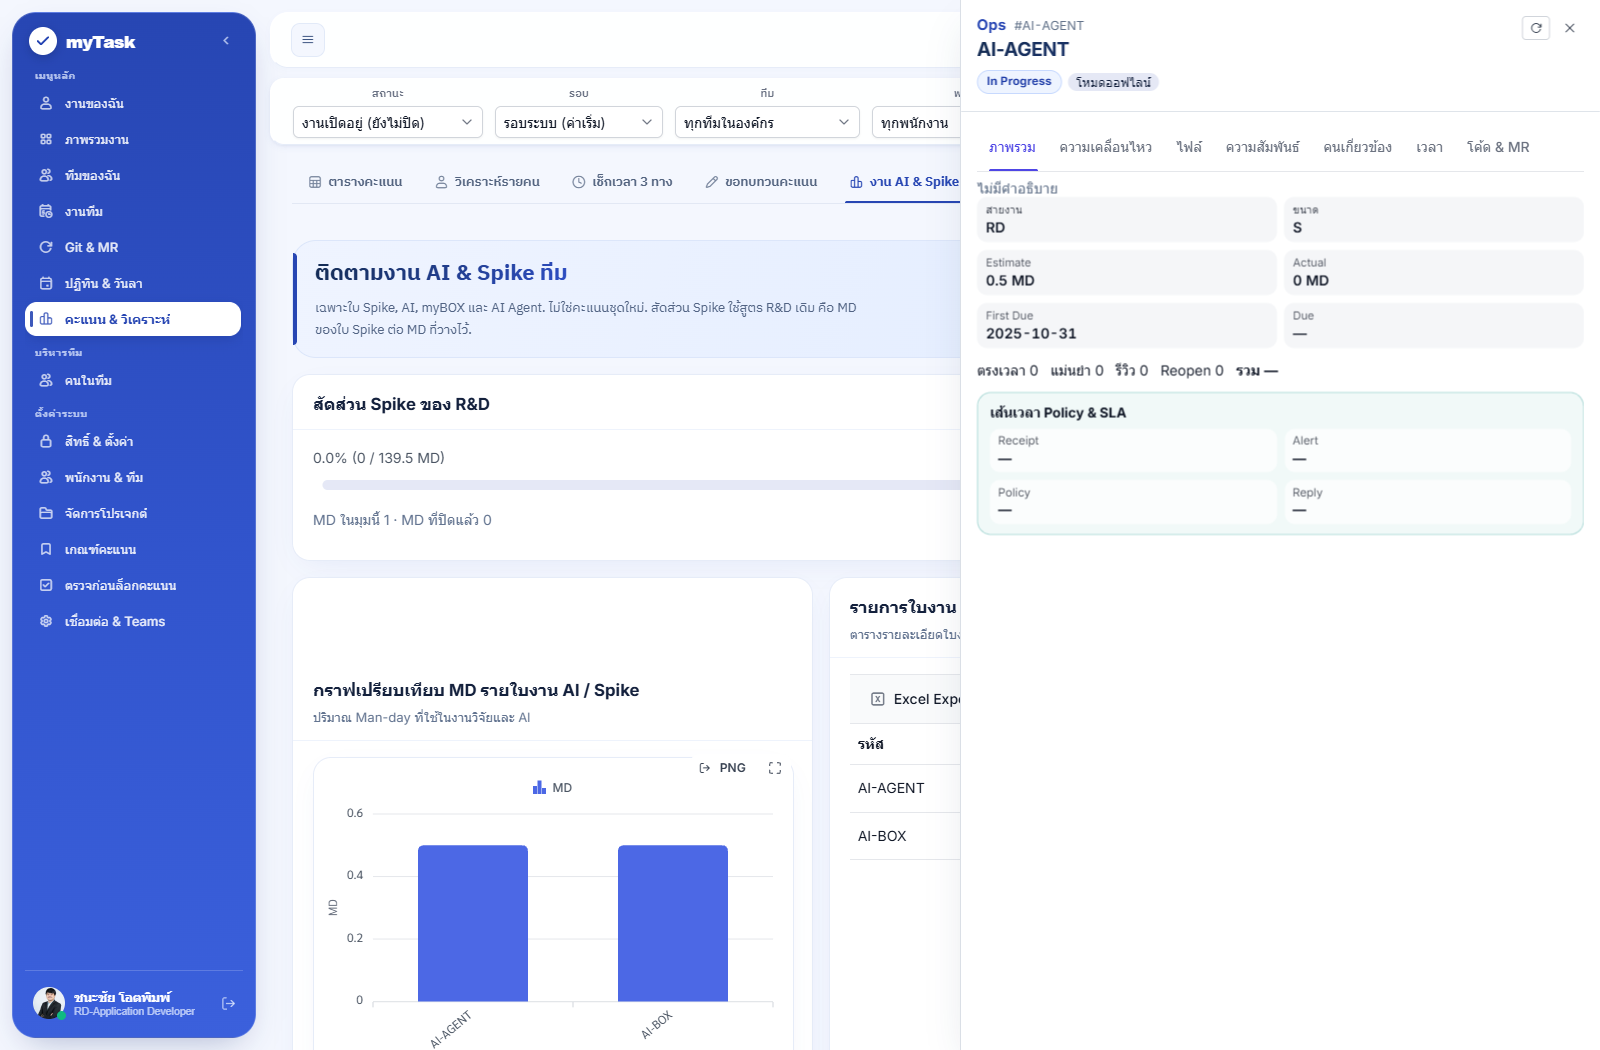 myTask
เมนูหลัก
งานของฉัน
ภาพรวมงาน
ทีมของฉัน
งานทีม
Git & MR
ปฏิทิน & วันลา
คะแนน & วิเคราะห์
บริหารทีม
คนในทีม
ตั้งค่าระบบ
สิทธิ์ & ตั้งค่า
พนักงาน & ทีม
จัดการโปรเจกต์
เกณฑ์คะแนน
ตรวจก่อนล็อกคะแนน
เชื่อมต่อ & Teams
ชนะชัย โอดพิมพ์
RD-Application Developer
สถานะ
รอบ
ทีม
งานเปิดอยู่ (ยังไม่ปิด)
รอบระบบ (ค่าเริ่ม)
ทุกทีมในองค์กร
ทุกพนักงาน
ตารางคะแนน
วิเคราะห์รายคน
เช็กเวลา 3 ทาง
ขอทบทวนคะแนน
งาน AI & Spike
ติดตามงาน AI & Spike ทีม
เฉพาะใบ Spike, AI, myBOX และ AI Agent. ไม่ใช่คะแนนชุดใหม่. สัดส่วน Spike ใช้สูตร R&D เดิม คือ MD
ของใบ Spike ต่อ MD ที่วางไว้.
สัดส่วน Spike ของ R&D
0.0% (0 / 139.5 MD)
MD ในมุมนี้ 1 · MD ที่ปิดแล้ว 0
กราฟเปรียบเทียบ MD รายใบงาน AI / Spike
ปริมาณ Man-day ที่ใช้ในงานวิจัยและ AI
PNG
MD
0.6
0.4
0.2
0
MD
AI-AGENT
AI-BOX
รายการใบงาน
ตารางรายละเอียดใบง
Excel Expo
รหัส
AI-AGENT
AI-BOX
Ops #AI-AGENT
AI-AGENT
In Progress
โหมดออฟไลน์
ภาพรวม
ความเคลื่อนไหว
ไฟล์
ความสัมพันธ์
คนเกี่ยวข้อง
เวลา
โค้ด & MR
ไม่มีคำอธิบาย
สายงาน
RD
ขนาด
S
Estimate
0.5 MD
Actual
0 MD
First Due
2025-10-31
Due
—
ตรงเวลา 0 แม่นยำ 0 รีวิว 0 Reopen 0 รวม —
เส้นเวลา Policy & SLA
Receipt
—
Alert
—
Policy
—
Reply
—